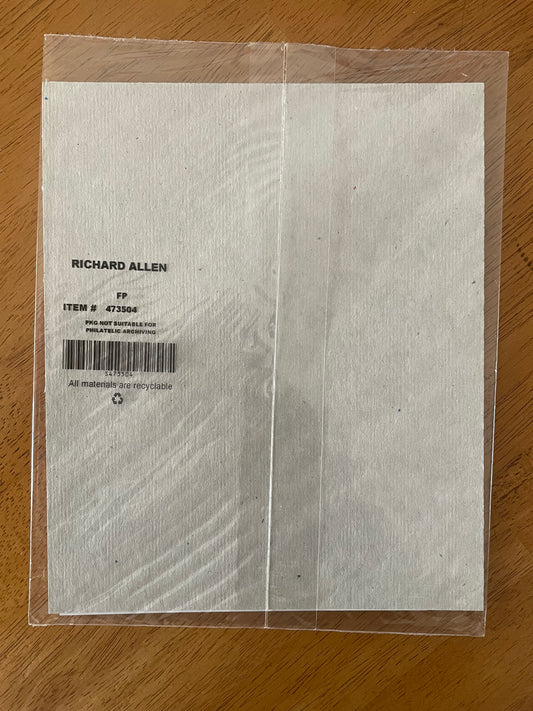 RICHARD ALLEN
FP
ITEM # 473504
PKG NOT SUITABLE FOR
PHILATELIC ARCHIVING
S473504
All materials are recyclable